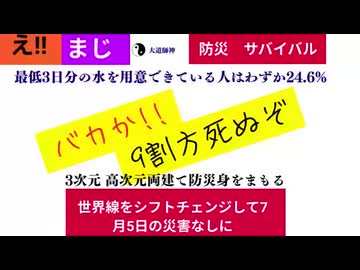 え!!
まじ
大道師神
防災 サバイバル
最低3日分の水を用意できている人はわずか24.6%
バカか!!
9割方死ぬぞ
3次元 高次元両建て防災身をまもる
世界線をシフトチェンジして7
月5日の災害なしに